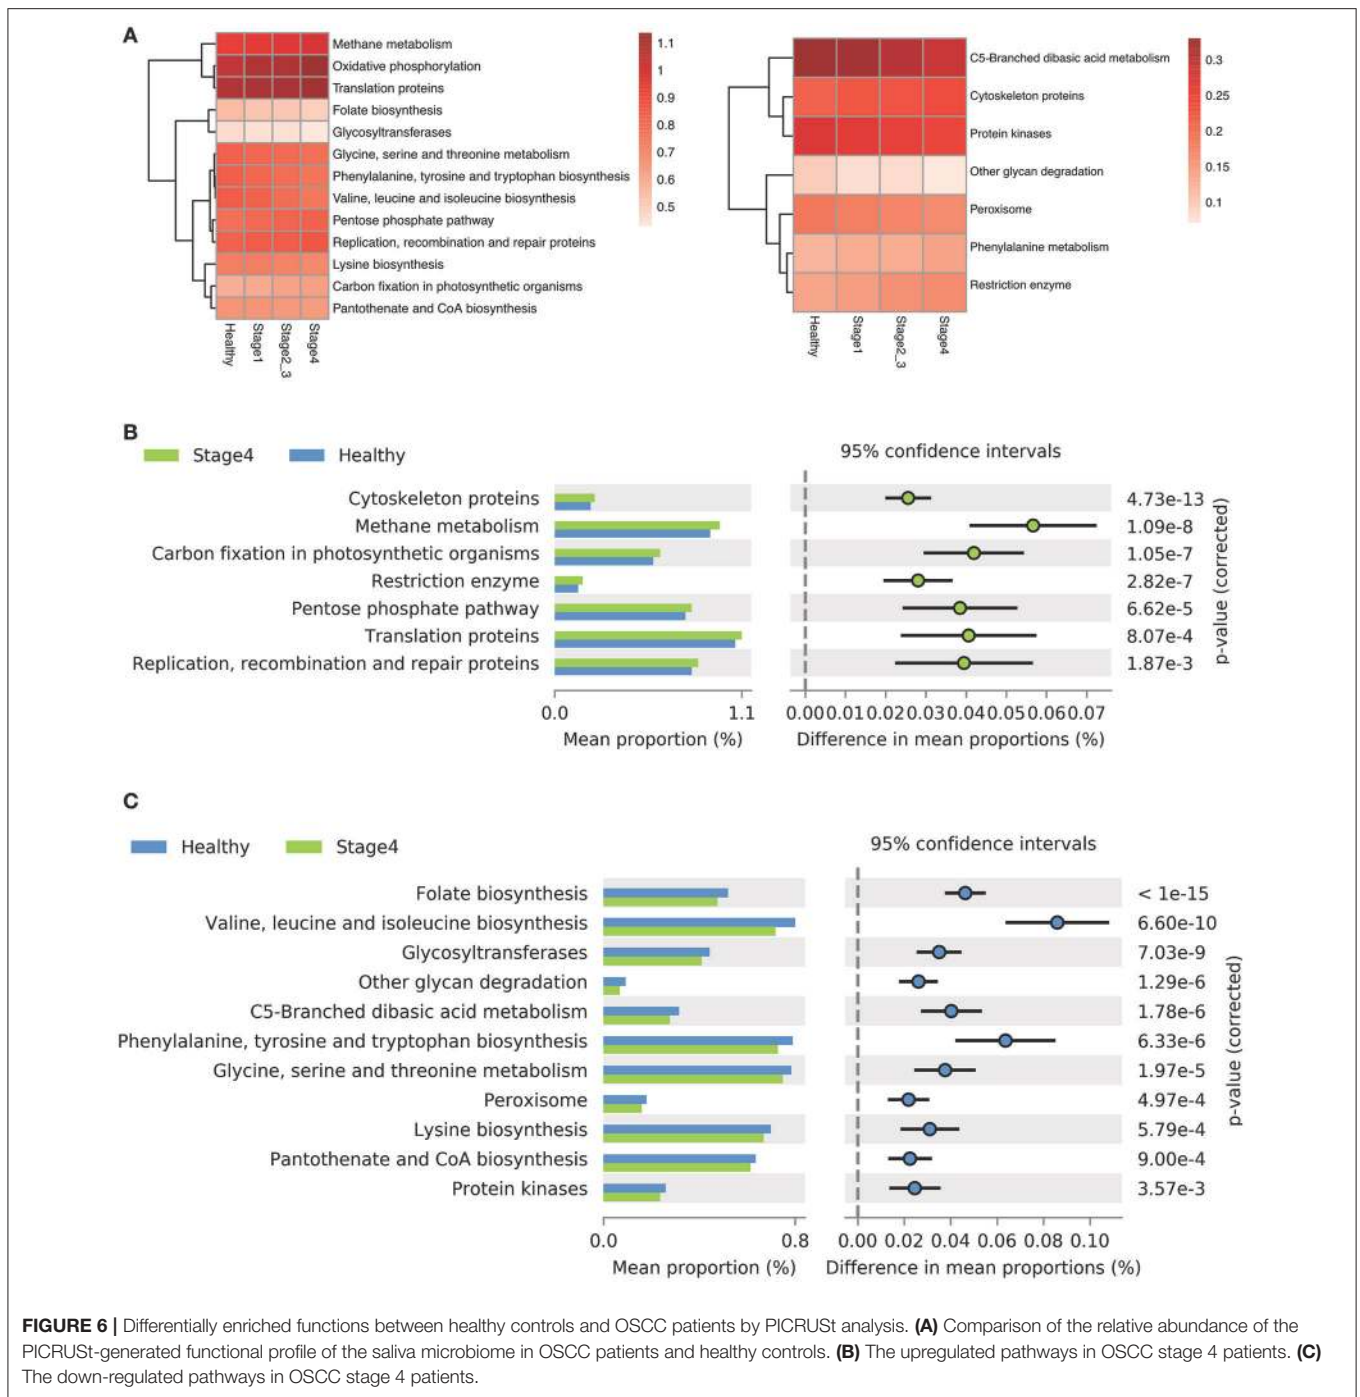 A
Methane metabolism
Oxidative phosphorylation
Translation proteins
Folate biosynthesis
Glycosyltransferases
Glycine, serine and threonine metabolism
Phenylalanine, tyrosine and tryptophan biosynthesis
Valine, leucine and isoleucine biosynthesis
Pentose phosphate pathway
Replication, recombination and repair proteins
Lysine biosynthesis
Carbon fixation in photosynthetic organisms
Pantothenate and CoA biosynthesis
Healthy
Stage1
Stage2_3
Stage4
1.1
1
0.9
0.8
0.7
0.6
0.5
C5-Branched dibasic acid metabolism
Cytoskeleton proteins
Protein kinases
Other glycan degradation
Peroxisome
Phenylalanine metabolism
Restriction enzyme
Healthy
Stage1
Stage2_3
Stage4
0.3
0.25
0.2
0.15
0.1
B
Stage4 Healthy
95% confidence intervals
Cytoskeleton proteins 4.73e-13
Methane metabolism 1.09e-8
Carbon fixation in photosynthetic organisms 1.05e-7
Restriction enzyme 2.82e-7
Pentose phosphate pathway 6.62e-5
Translation proteins 8.07e-4
Replication, recombination and repair proteins 1.87e-3
p-value (corrected)
0.0 1.1 0.00 0.01 0.02 0.03 0.04 0.05 0.06 0.07
Mean proportion (%) Difference in mean proportions (%)
C
Healthy Stage4
95% confidence intervals
Folate biosynthesis < 1e-15
Valine, leucine and isoleucine biosynthesis 6.60e-10
Glycosyltransferases 7.03e-9
Other glycan degradation 1.29e-6
C5-Branched dibasic acid metabolism 1.78e-6
Phenylalanine, tyrosine and tryptophan biosynthesis 6.33e-6
Glycine, serine and threonine metabolism 1.97e-5
Peroxisome 4.97e-4
Lysine biosynthesis 5.79e-4
Pantothenate and CoA biosynthesis 9.00e-4
Protein kinases 3.57e-3
p-value (corrected)
0.0 0.8 0.00 0.02 0.04 0.06 0.08 0.10
Mean proportion (%) Difference in mean proportions (%)
FIGURE 6 | Differentially enriched functions between healthy controls and OSCC patients by PICRUSt analysis. (A) Comparison of the relative abundance of the
PICRUSt-generated functional profile of the saliva microbiome in OSCC patients and healthy controls. (B) The upregulated pathways in OSCC stage 4 patients. (C)
The down-regulated pathways in OSCC stage 4 patients.